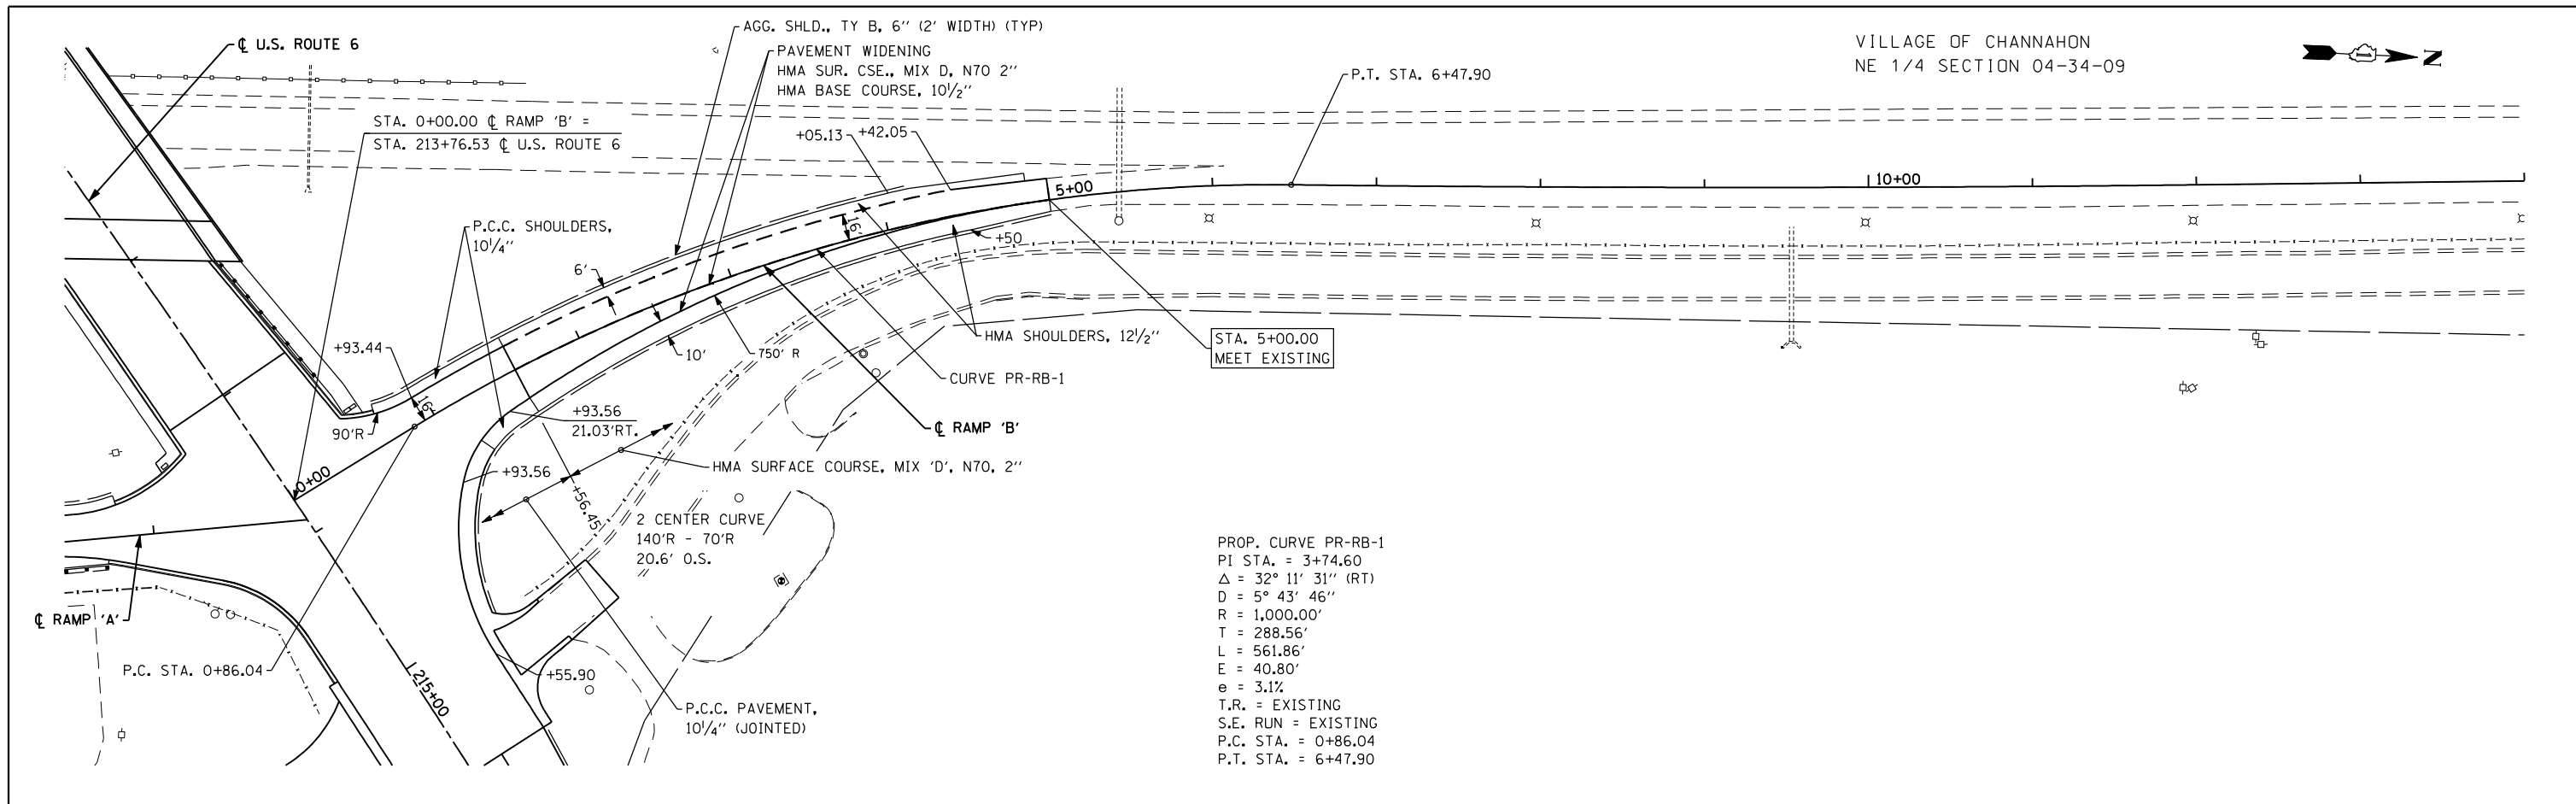 ℄ U.S. ROUTE 6
AGG. SHLD., TY B, 6'' (2' WIDTH) (TYP)
PAVEMENT WIDENING
HMA SUR. CSE., MIX D, N70 2''
HMA BASE COURSE, 10 1/2''
P.T. STA. 6+47.90
VILLAGE OF CHANNAHON
NE 1/4 SECTION 04-34-09
N
STA. 0+00.00 ℄ RAMP 'B' =
STA. 213+76.53 ℄ U.S. ROUTE 6
+05.13
+42.05
5+00
10+00
P.C.C. SHOULDERS,
10 1/4''
16'
+50
6'
+93.44
10'
750' R
HMA SHOULDERS, 12 1/2''
STA. 5+00.00
MEET EXISTING
CURVE PR-RB-1
16'
90'R
+93.56
21.03'RT.
℄ RAMP 'B'
0+00
+93.56
HMA SURFACE COURSE, MIX 'D', N70, 2''
+56.45
2 CENTER CURVE
140'R - 70'R
20.6' O.S.
℄ RAMP 'A'
P.C. STA. 0+86.04
215+00
+55.90
P.C.C. PAVEMENT,
10 1/4'' (JOINTED)
PROP. CURVE PR-RB-1
PI STA. = 3+74.60
△ = 32° 11' 31'' (RT)
D = 5° 43' 46''
R = 1,000.00'
T = 288.56'
L = 561.86'
E = 40.80'
e = 3.1%
T.R. = EXISTING
S.E. RUN = EXISTING
P.C. STA. = 0+86.04
P.T. STA. = 6+47.90